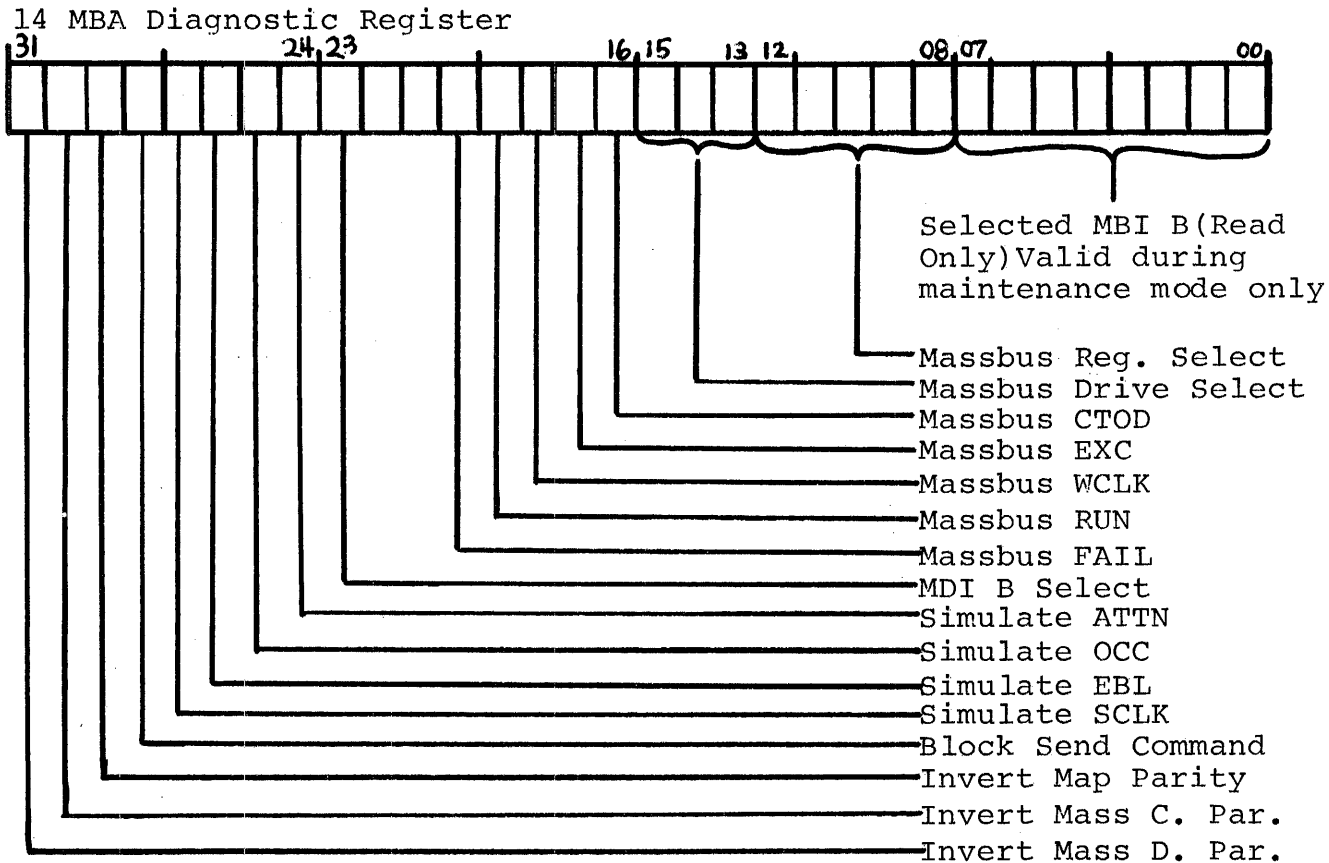 14 MBA Diagnostic Register
31 24 23 16 15 13 12 08 07 00
Selected MBI B(Read
Only)Valid during
maintenance mode only
Massbus Reg. Select
Massbus Drive Select
Massbus CTOD
Massbus EXC
Massbus WCLK
Massbus RUN
Massbus FAIL
MDI B Select
Simulate ATTN
Simulate OCC
Simulate EBL
Simulate SCLK
Block Send Command
Invert Map Parity
Invert Mass C. Par.
Invert Mass D. Par.